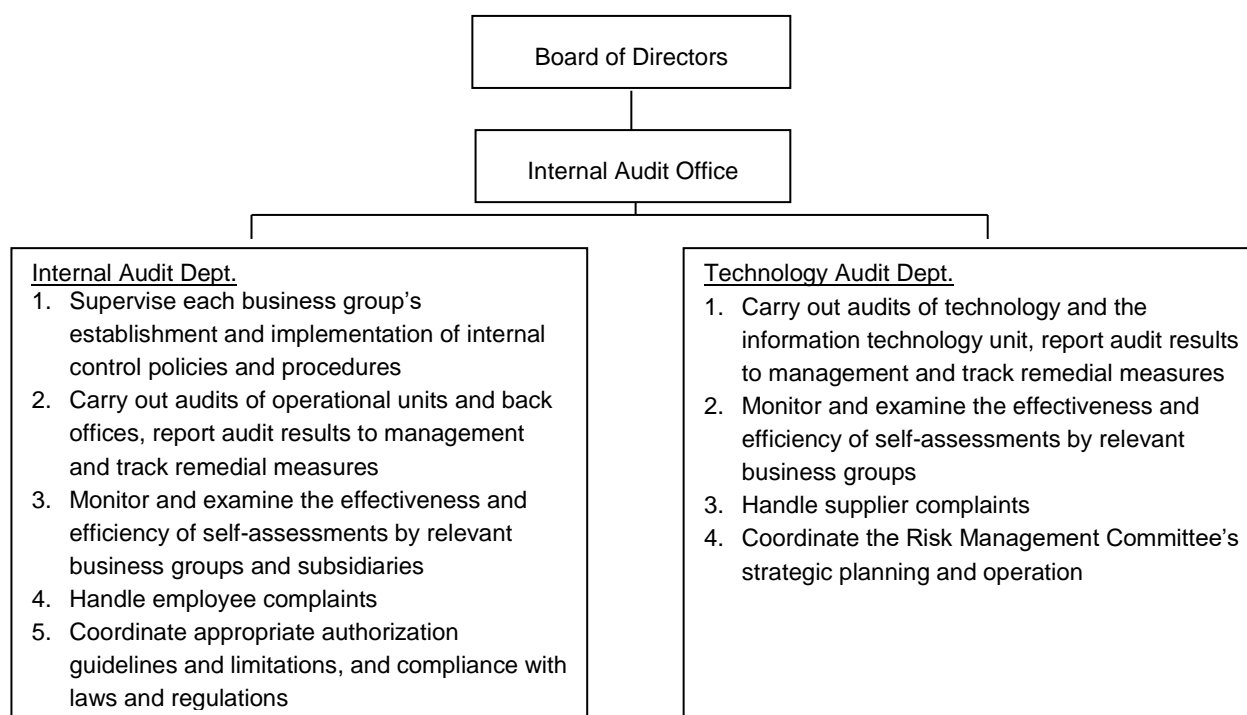 Board of Directors
Internal Audit Office
Internal Audit Dept.
1. Supervise each business group’s
establishment and implementation of internal
control policies and procedures
2. Carry out audits of operational units and back
offices, report audit results to management
and track remedial measures
3. Monitor and examine the effectiveness and
efficiency of self-assessments by relevant
business groups and subsidiaries
4. Handle employee complaints
5. Coordinate appropriate authorization
guidelines and limitations, and compliance with
laws and regulations
Technology Audit Dept.
1. Carry out audits of technology and the
information technology unit, report audit results
to management and track remedial measures
2. Monitor and examine the effectiveness and
efficiency of self-assessments by relevant
business groups
3. Handle supplier complaints
4. Coordinate the Risk Management Committee’s
strategic planning and operation